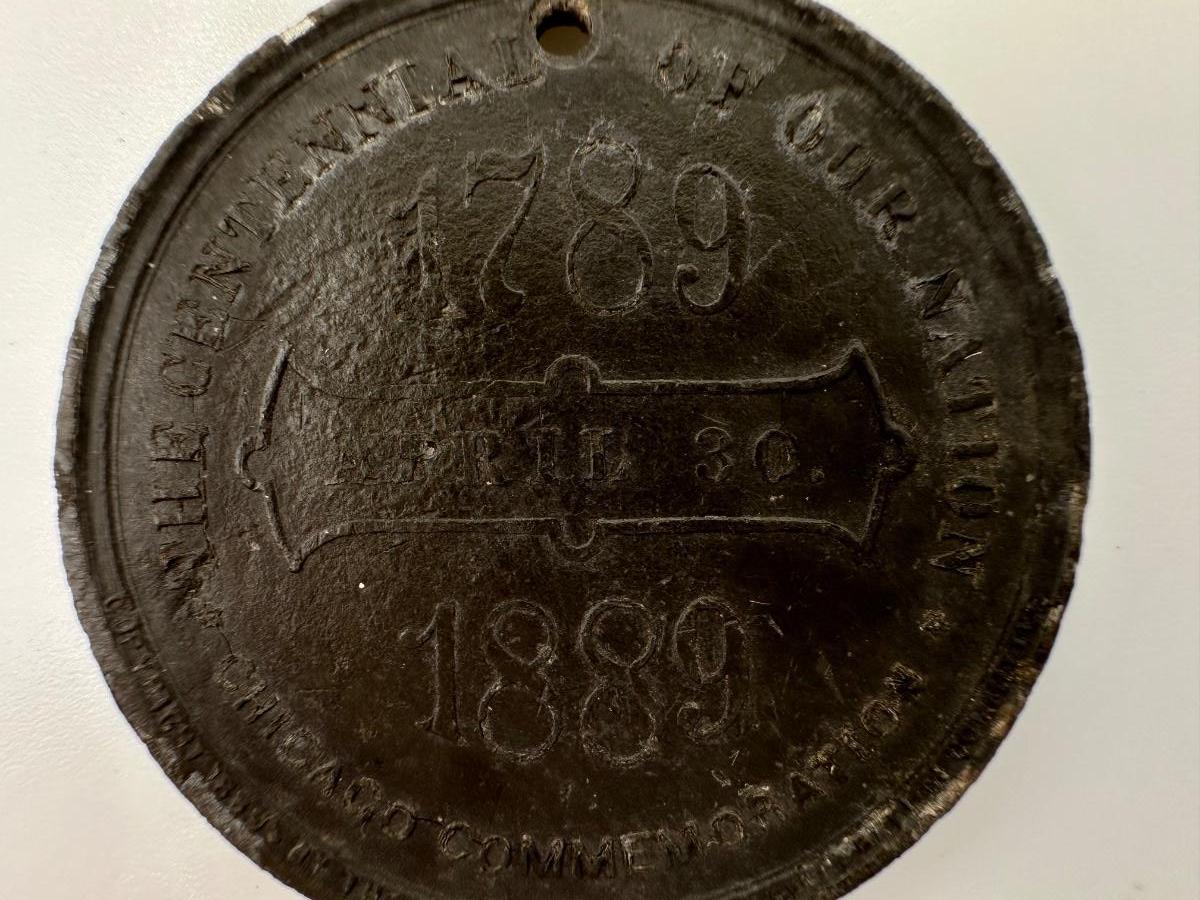 THE CENTENNIAL OF OUR NATION
1789
APRIL 30.
1889
* CHICAGO COMMEMORATION *